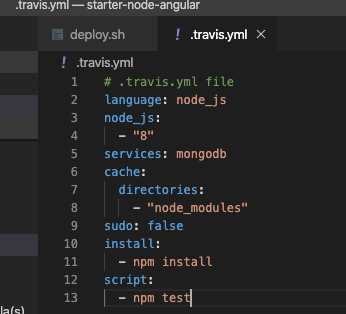 .travis.yml — starter-node-angular
deploy.sh
! .travis.yml ×
! .travis.yml
1 # .travis.yml file
2 language: node_js
3 node_js:
4   - "8"
5 services: mongodb
6 cache:
7   directories:
8     - "node_modules"
9 sudo: false
10 install:
11   - npm install
12 script:
13   - npm test
la(s)